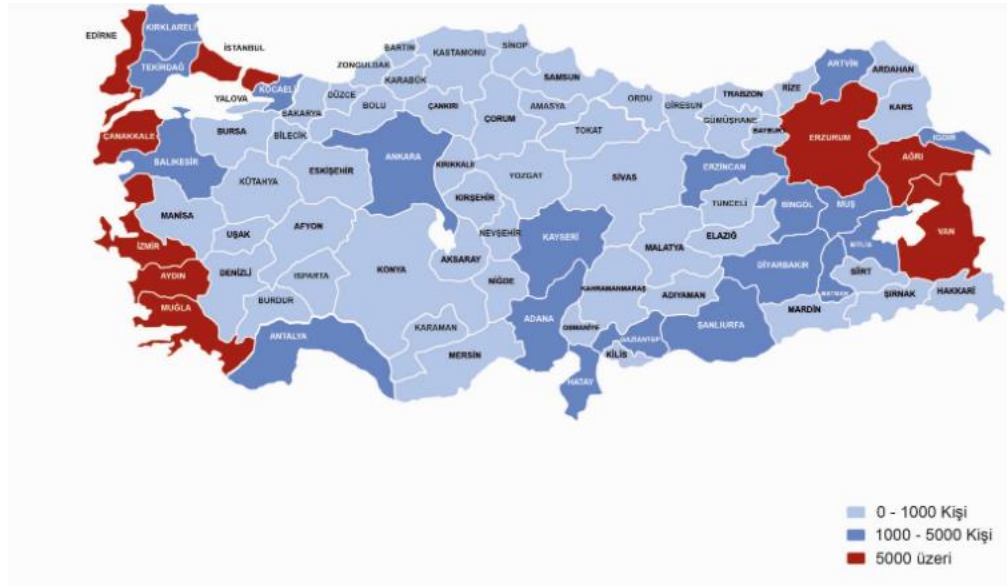 KIRKLARELİ
EDİRNE
İSTANBUL
TEKİRDAĞ
KOCAELİ
YALOVA
SAKARYA
DÜZCE
ZONGULDAK
BARTIN
KARABÜK
KASTAMONU
SİNOP
SAMSUN
BOLU
ÇANKIRI
ÇORUM
AMASYA
ORDU
GİRESUN
TRABZON
RİZE
ARTVİN
ARDAHAN
KARS
GÜMÜŞHANE
BAYBURT
TOKAT
ÇANAKKALE
BURSA
BİLECİK
BALIKESİR
KÜTAHYA
ESKİŞEHİR
ANKARA
KIRIKKALE
YOZGAT
SİVAS
ERZİNCAN
ERZURUM
AĞRI
IĞDIR
KIRŞEHİR
NEVŞEHİR
KAYSERİ
TUNCELİ
BİNGÖL
MUŞ
VAN
MANİSA
UŞAK
AFYON
İZMİR
KONYA
AKSARAY
MALATYA
ELAZIĞ
BİTLİS
DİYARBAKIR
SİİRT
BATMAN
AYDIN
DENİZLİ
ISPARTA
NİĞDE
KAHRAMANMARAŞ
ADIYAMAN
ŞIRNAK
HAKKARİ
MUĞLA
BURDUR
ANTALYA
KARAMAN
MERSİN
ADANA
OSMANİYE
GAZİANTEP
KİLİS
ŞANLIURFA
MARDİN
HATAY
0 - 1000 Kişi
1000 - 5000 Kişi
5000 üzeri